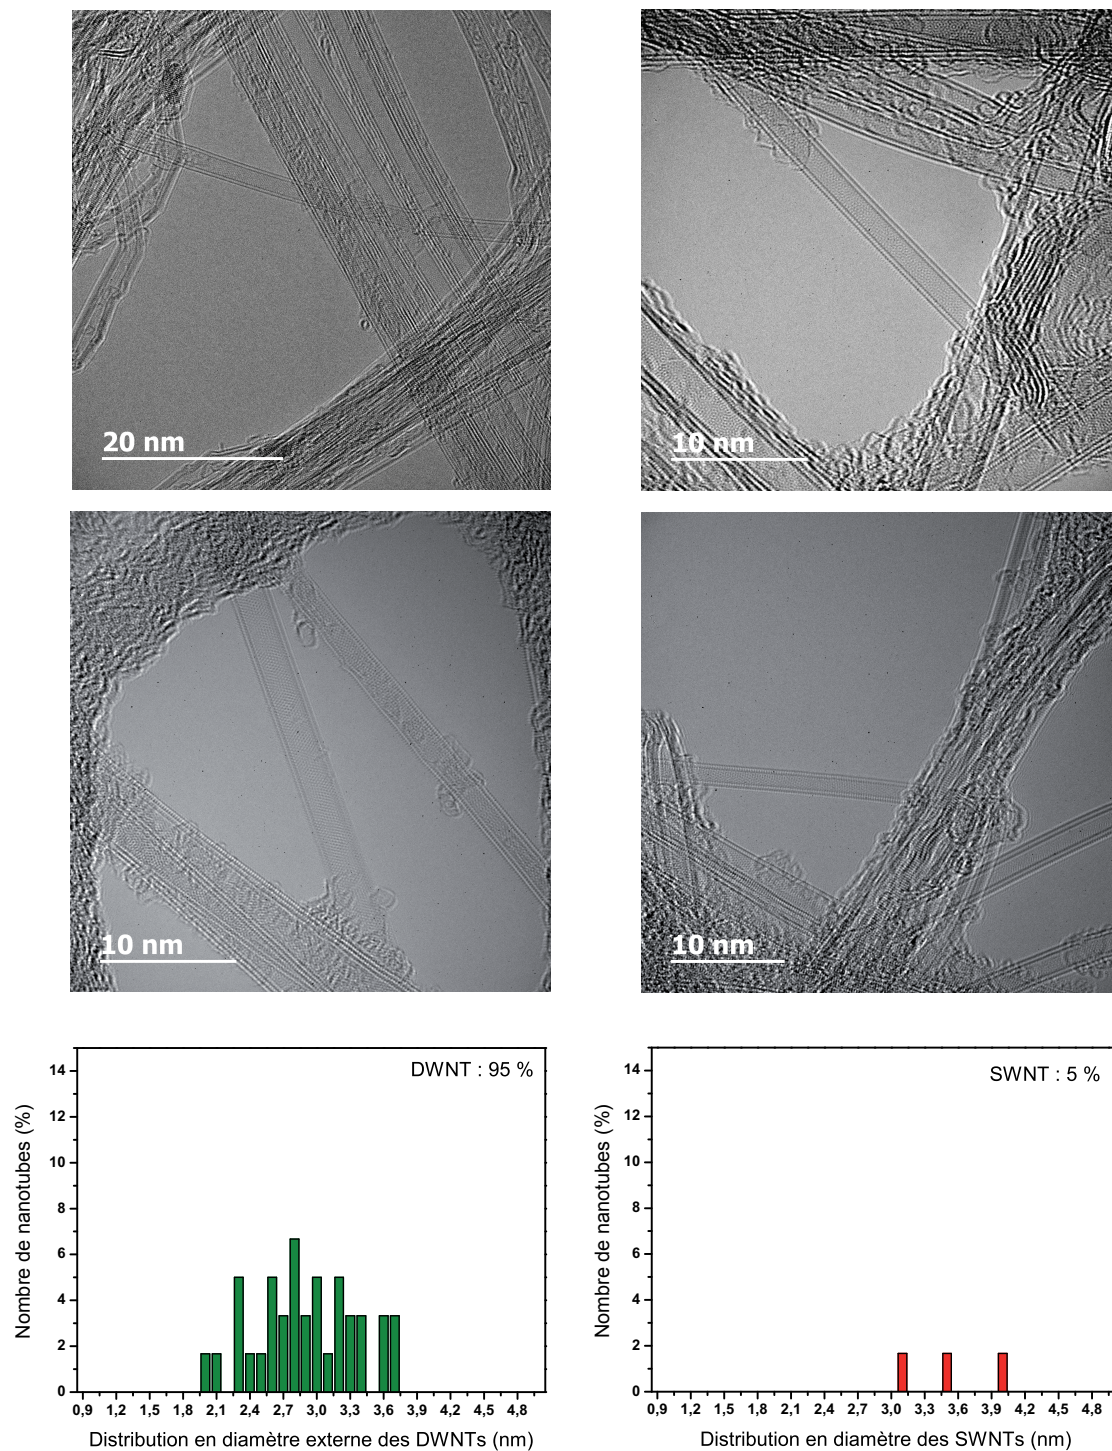 20 nm
10 nm
10 nm
10 nm
DWNT : 95 %
Nombre de nanotubes (%)
14
12
10
8
6
4
2
0
0,9 1,2 1,5 1,8 2,1 2,4 2,7 3,0 3,3 3,6 3,9 4,2 4,5 4,8
Distribution en diamètre externe des DWNTs (nm)
SWNT : 5 %
Nombre de nanotubes (%)
14
12
10
8
6
4
2
0
0,9 1,2 1,5 1,8 2,1 2,4 2,7 3,0 3,3 3,6 3,9 4,2 4,5 4,8
Distribution en diamètre des SWNTs (nm)